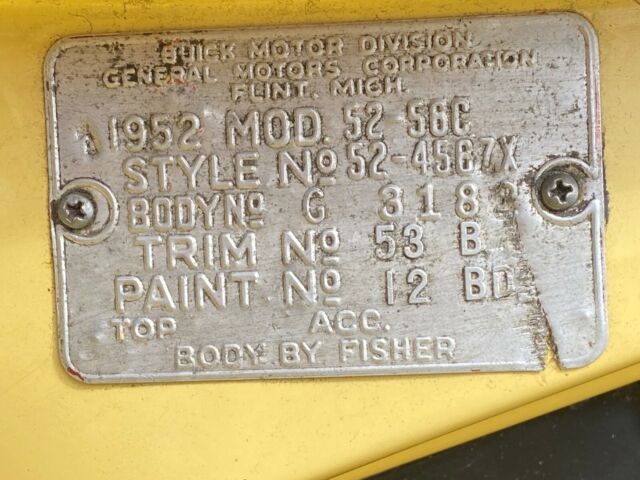 BUICK MOTOR DIVISION
GENERAL MOTORS CORPORATION
FLINT, MICH.
1952 MOD. 52 56C
STYLE No 52-4567X
BODY No G 318
TRIM No 53 B
PAINT No 12 BD
TOP ACC.
BODY BY FISHER